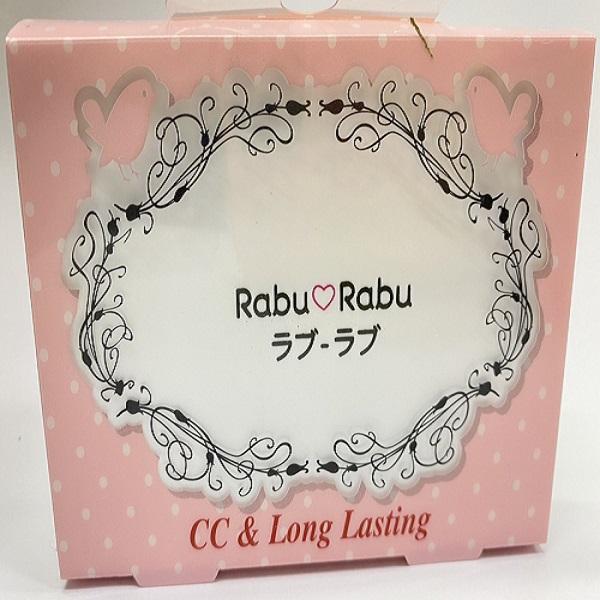 Rabu♡Rabu
ラブ-ラブ
CC & Long Lasting